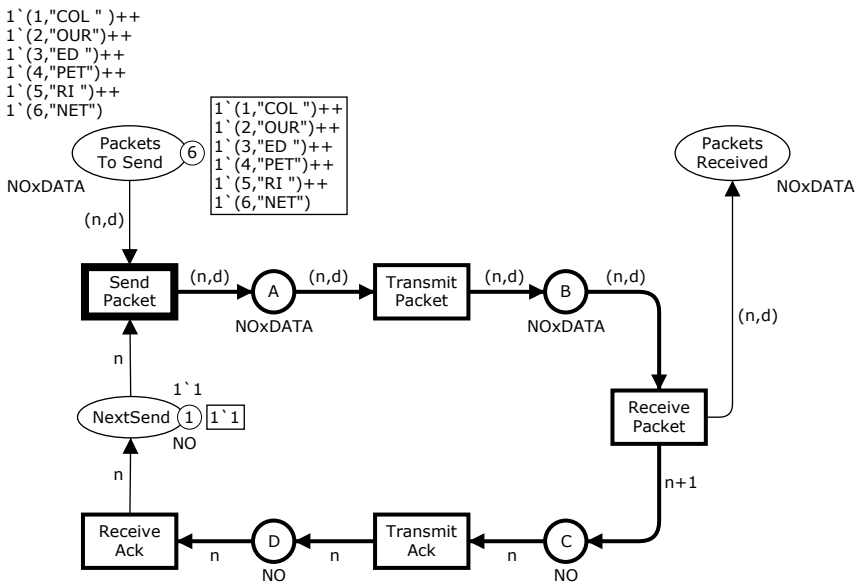 1`(1,"COL " )++
1`(2,"OUR")++
1`(3,"ED ")++
1`(4,"PET")++
1`(5,"RI ")++
1`(6,"NET")
Packets
To Send
6
1`(1,"COL ")++
1`(2,"OUR")++
1`(3,"ED ")++
1`(4,"PET")++
1`(5,"RI ")++
1`(6,"NET")
NOxDATA
Packets
Received
NOxDATA
(n,d)
Send
Packet
(n,d)
A
NOxDATA
(n,d)
Transmit
Packet
(n,d)
B
NOxDATA
(n,d)
(n,d)
n
1`1
NextSend
1
1`1
NO
Receive
Packet
n
n+1
Receive
Ack
n
D
NO
n
Transmit
Ack
n
C
NO